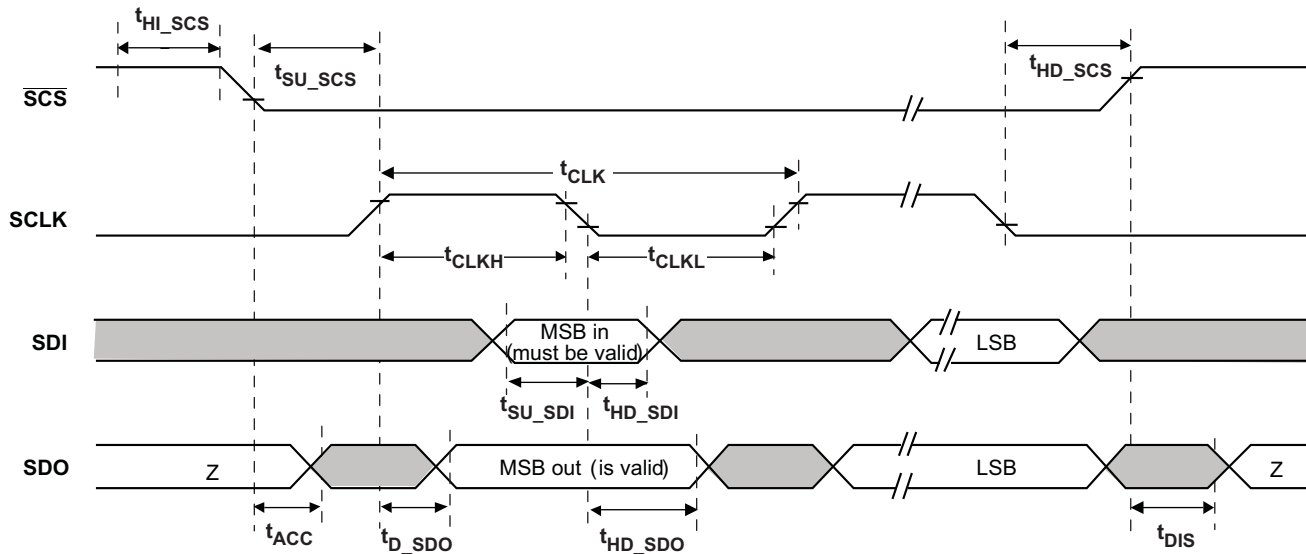 tHI_SCS
tSU_SCS
tHD_SCS
SCS
tCLK
SCLK
tCLKH
tCLKL
SDI
MSB in
(must be valid)
LSB
tSU_SDI
tHD_SDI
SDO
Z
MSB out (is valid)
LSB
Z
tACC
tD_SDO
tHD_SDO
tDIS